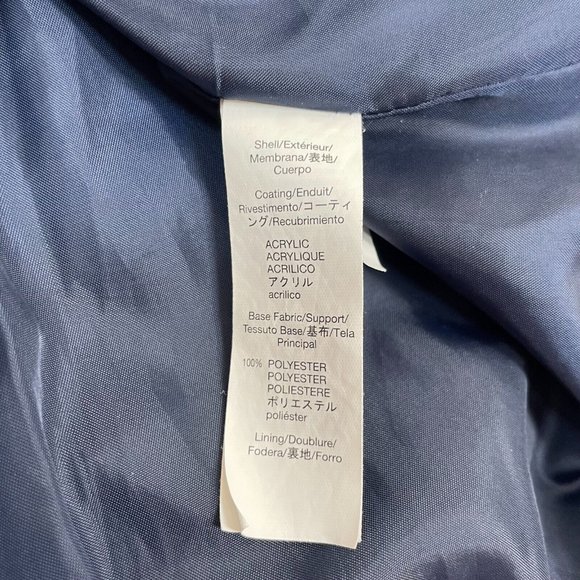 Shell/Extérieur/
Membrana/表地/
Cuerpo
Coating/Enduit/
Rivestimento/コーティ
ング/Recubrimiento
ACRYLIC
ACRYLIQUE
ACRILICO
アクリル
acrilico
Base Fabric/Support/
Tessuto Base/基布/Tela
Principal
100% POLYESTER
POLYESTER
POLIESTERE
ポリエステル
poliéster
Lining/Doublure/
Fodera/裏地/Forro